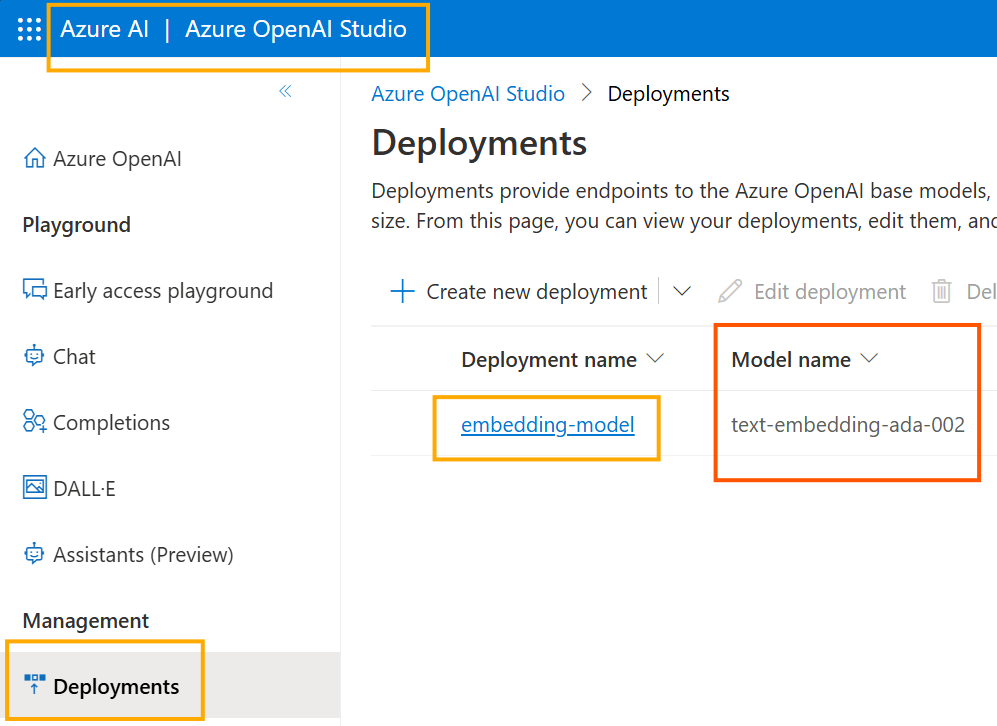 Azure AI | Azure OpenAI Studio
«
Azure OpenAI
Playground
Early access playground
Chat
Completions
DALL·E
Assistants (Preview)
Management
Deployments
Azure OpenAI Studio > Deployments
Deployments
Deployments provide endpoints to the Azure OpenAI base models,
size. From this page, you can view your deployments, edit them, and
Create new deployment Edit deployment Del
Deployment name Model name
embedding-model text-embedding-ada-002